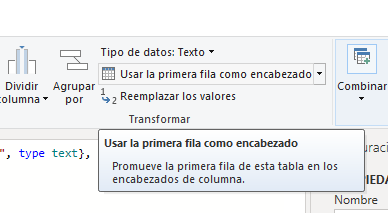 Tipo de datos: Texto
Dividir
columna
Agrupar
por
Usar la primera fila como encabezado
1
2
Reemplazar los valores
Combinar
Transformar
", type text},
Usar la primera fila como encabezado
Promueve la primera fila de esta tabla en los
encabezados de columna.
Nombre